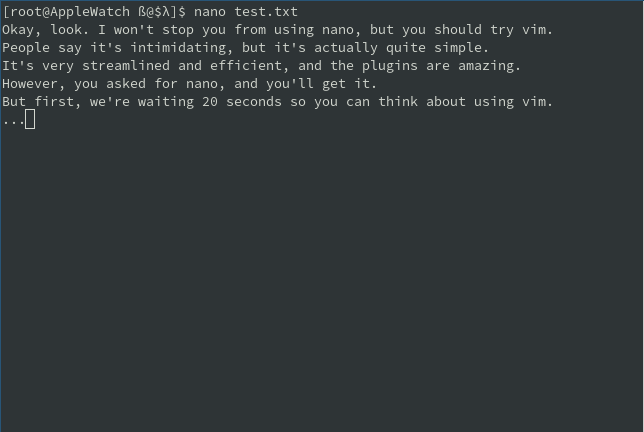 [root@AppleWatch ß@$λ]$ nano test.txt
Okay, look. I won't stop you from using nano, but you should try vim.
People say it's intimidating, but it's actually quite simple.
It's very streamlined and efficient, and the plugins are amazing.
However, you asked for nano, and you'll get it.
But first, we're waiting 20 seconds so you can think about using vim.
...